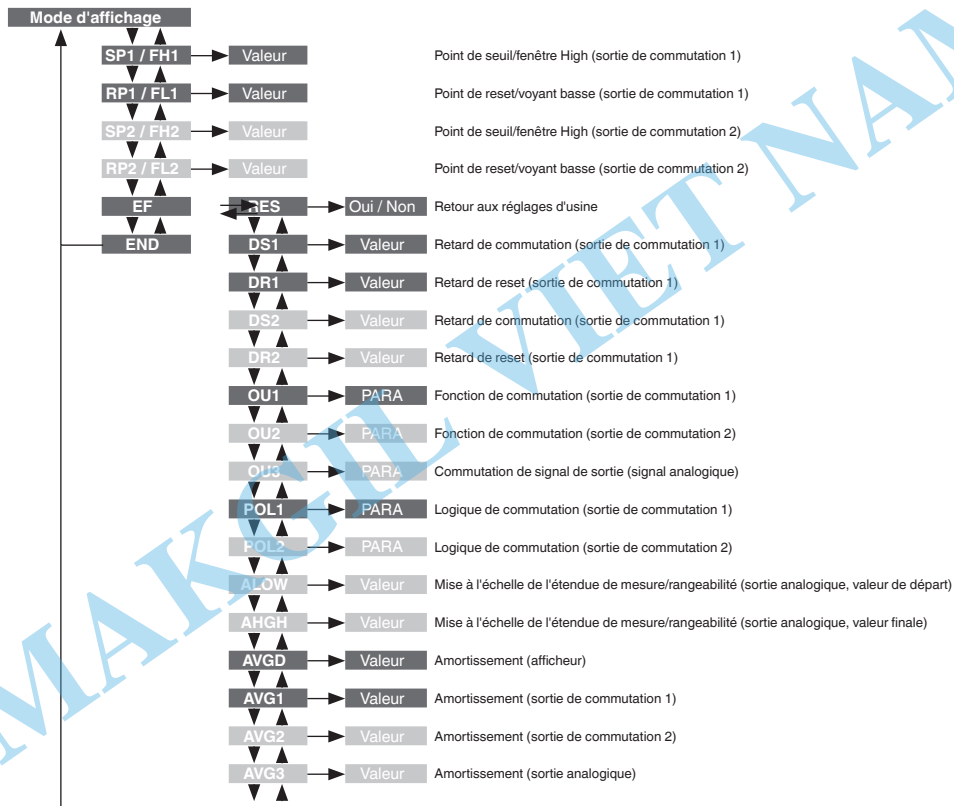 Mode d'affichage
SP1 / FH1 Valeur Point de seuil/fenêtre High (sortie de commutation 1)
RP1 / FL1 Valeur Point de reset/voyant basse (sortie de commutation 1)
SP2 / FH2 Valeur Point de seuil/fenêtre High (sortie de commutation 2)
RP2 / FL2 Valeur Point de reset/voyant basse (sortie de commutation 2)
EF RES Oui / Non Retour aux réglages d'usine
END DS1 Valeur Retard de commutation (sortie de commutation 1)
DR1 Valeur Retard de reset (sortie de commutation 1)
DS2 Valeur Retard de commutation (sortie de commutation 1)
DR2 Valeur Retard de reset (sortie de commutation 1)
OU1 PARA Fonction de commutation (sortie de commutation 1)
OU2 PARA Fonction de commutation (sortie de commutation 2)
OU3 PARA Commutation de signal de sortie (signal analogique)
POL1 PARA Logique de commutation (sortie de commutation 1)
POL2 PARA Logique de commutation (sortie de commutation 2)
ALOW Valeur Mise à l'échelle de l'étendue de mesure/rangeabilité (sortie analogique, valeur de départ)
AHGH Valeur Mise à l'échelle de l'étendue de mesure/rangeabilité (sortie analogique, valeur finale)
AVGD Valeur Amortissement (afficheur)
AVG1 Valeur Amortissement (sortie de commutation 1)
AVG2 Valeur Amortissement (sortie de commutation 2)
AVG3 Valeur Amortissement (sortie analogique)
MAKGIL VIET NAM